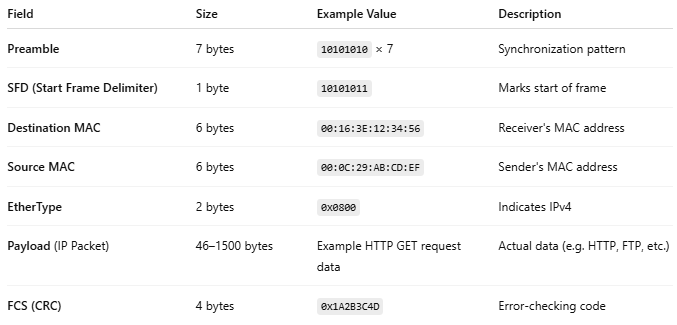 Field Size Example Value Description
Preamble 7 bytes 10101010 × 7 Synchronization pattern
SFD (Start Frame Delimiter) 1 byte 10101011 Marks start of frame
Destination MAC 6 bytes 00:16:3E:12:34:56 Receiver's MAC address
Source MAC 6 bytes 00:0C:29:AB:CD:EF Sender's MAC address
EtherType 2 bytes 0x0800 Indicates IPv4
Payload (IP Packet) 46–1500 bytes Example HTTP GET request Actual data (e.g. HTTP, FTP, etc.)
data
FCS (CRC) 4 bytes 0x1A2B3C4D Error-checking code